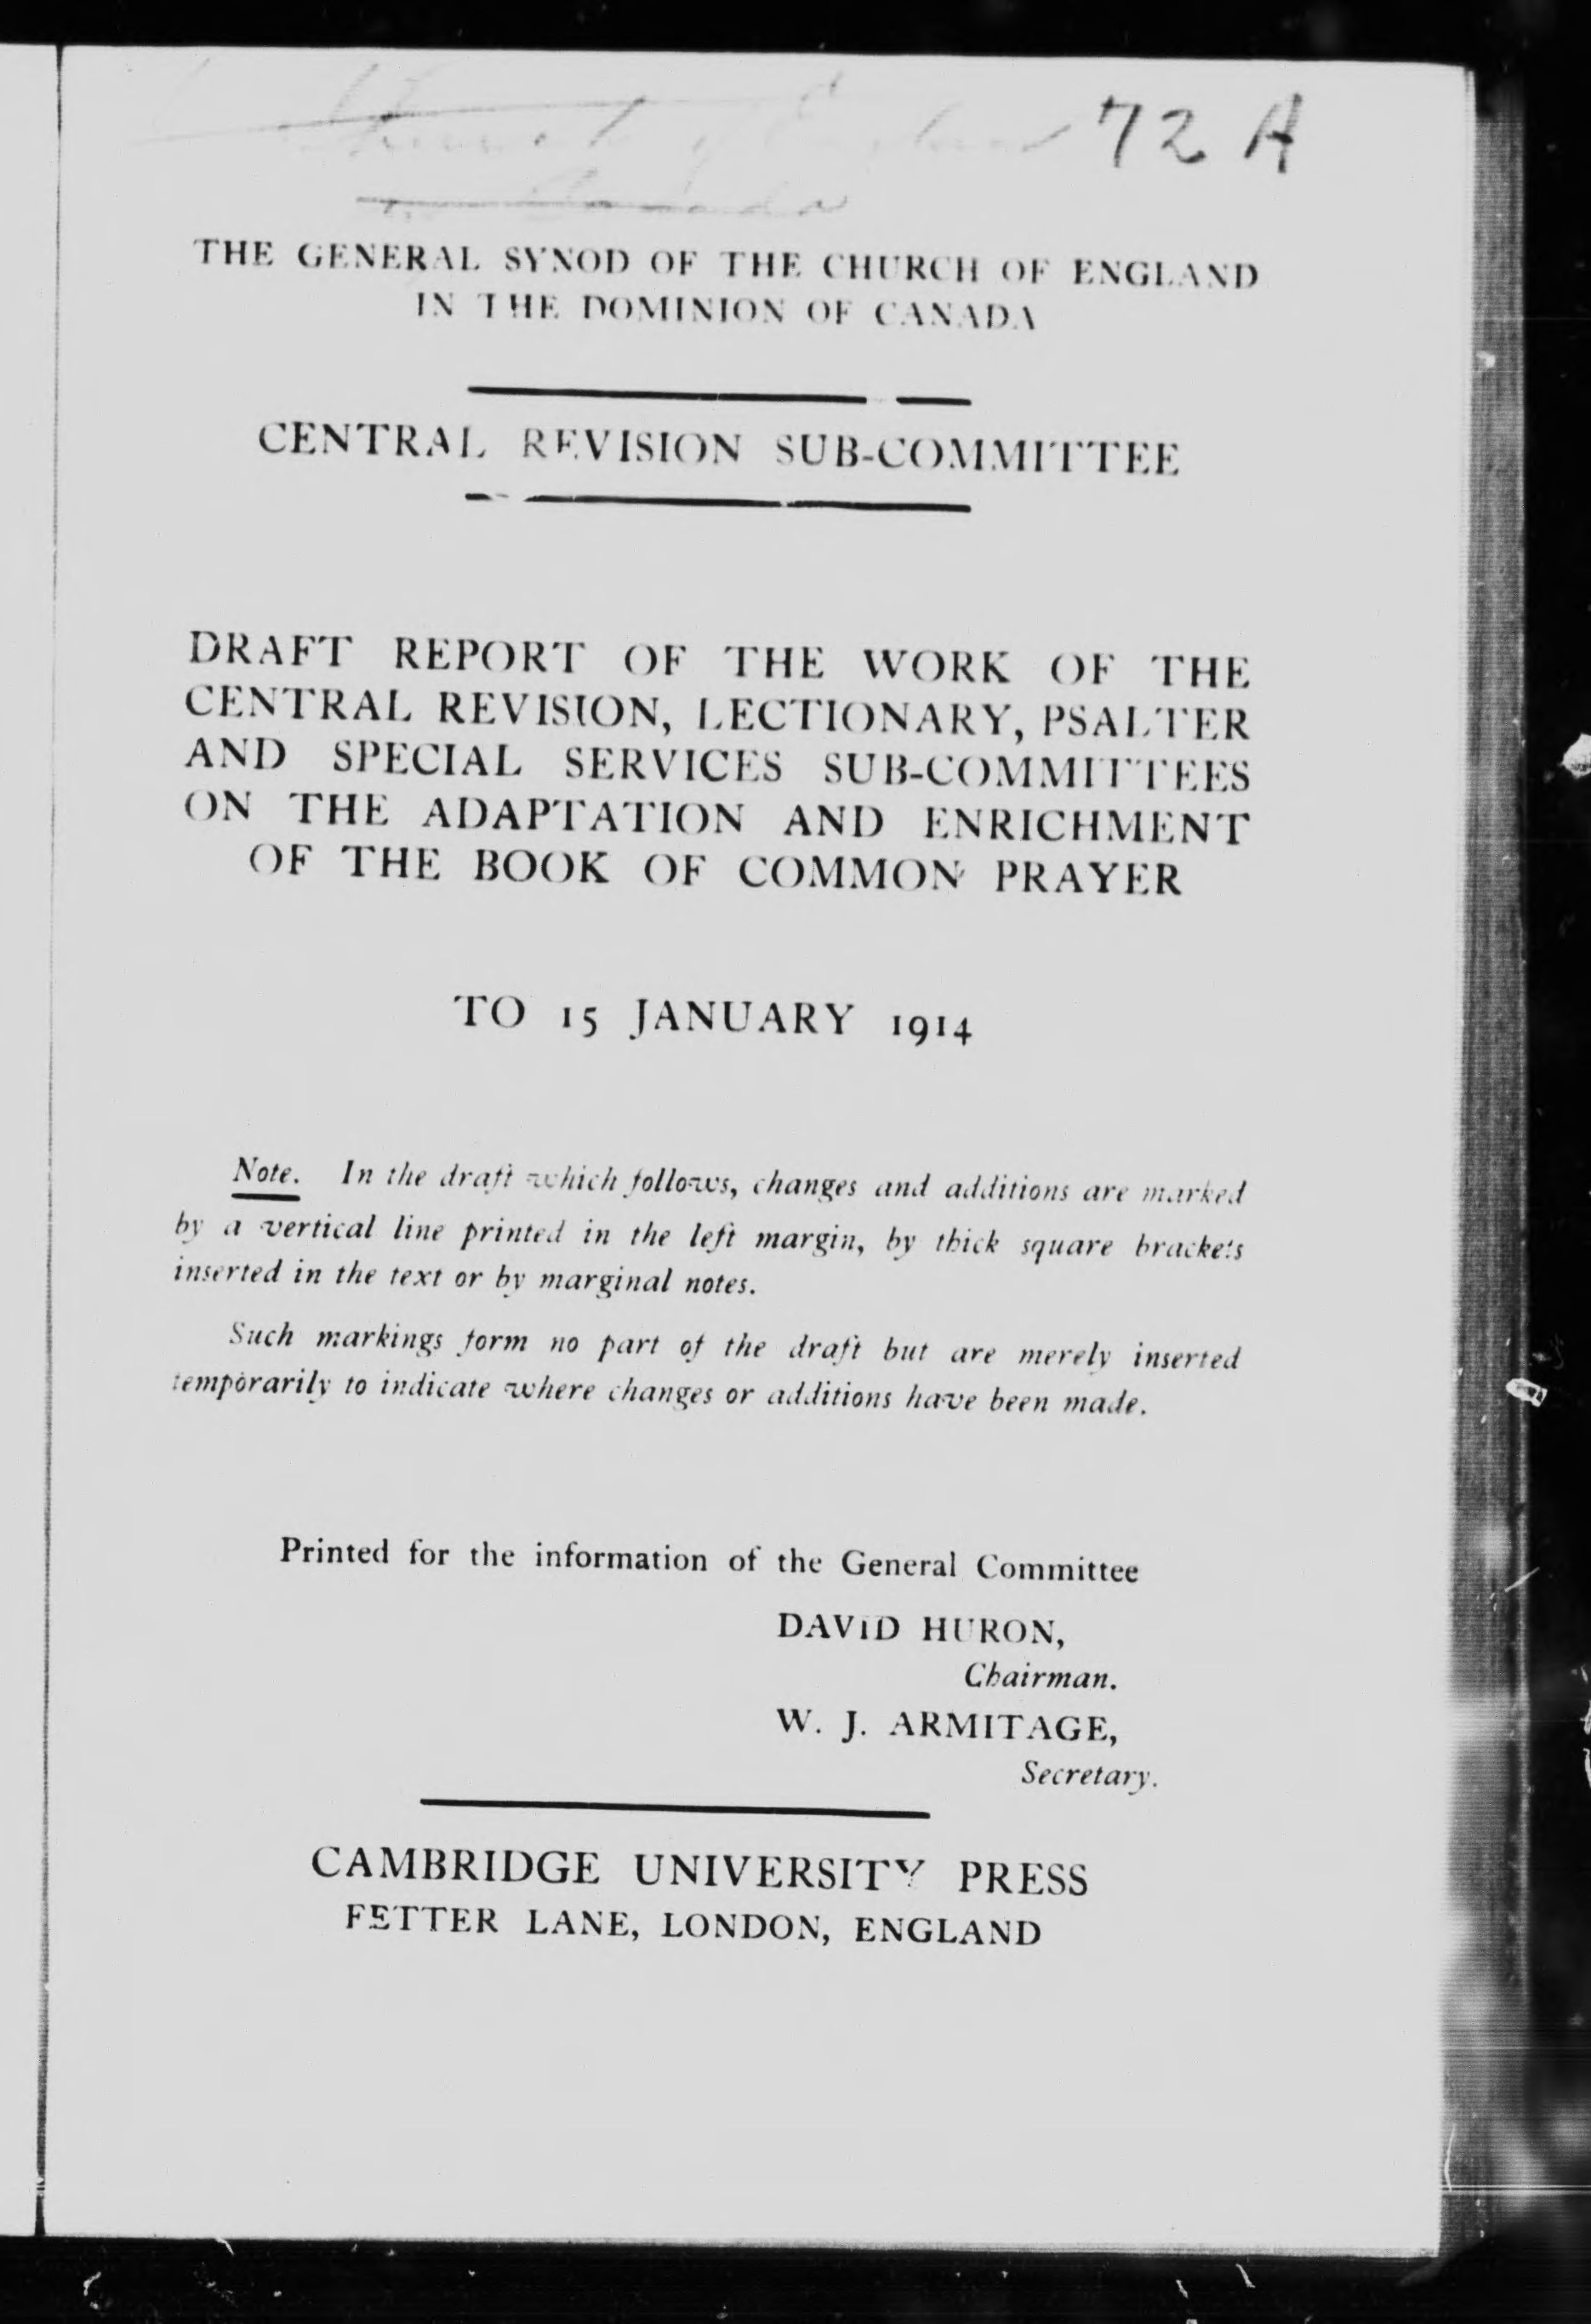 72 A
THE GENERAL SYNOD OF THE CHURCH OF ENGLAND
IN THE DOMINION OF CANADA
CENTRAL REVISION SUB-COMMITTEE
DRAFT REPORT OF THE WORK OF THE
CENTRAL REVISION, LECTIONARY, PSALTER
AND SPECIAL SERVICES SUB-COMMITTEES
ON THE ADAPTATION AND ENRICHMENT
OF THE BOOK OF COMMON PRAYER
TO 15 JANUARY 1914
Note. In the draft which follows, changes and additions are marked
by a vertical line printed in the left margin, by thick square brackets
inserted in the text or by marginal notes.
Such markings form no part of the draft but are merely inserted
temporarily to indicate where changes or additions have been made.
Printed for the information of the General Committee
DAVID HURON,
Chairman.
W. J. ARMITAGE,
Secretary.
CAMBRIDGE UNIVERSITY PRESS
FETTER LANE, LONDON, ENGLAND